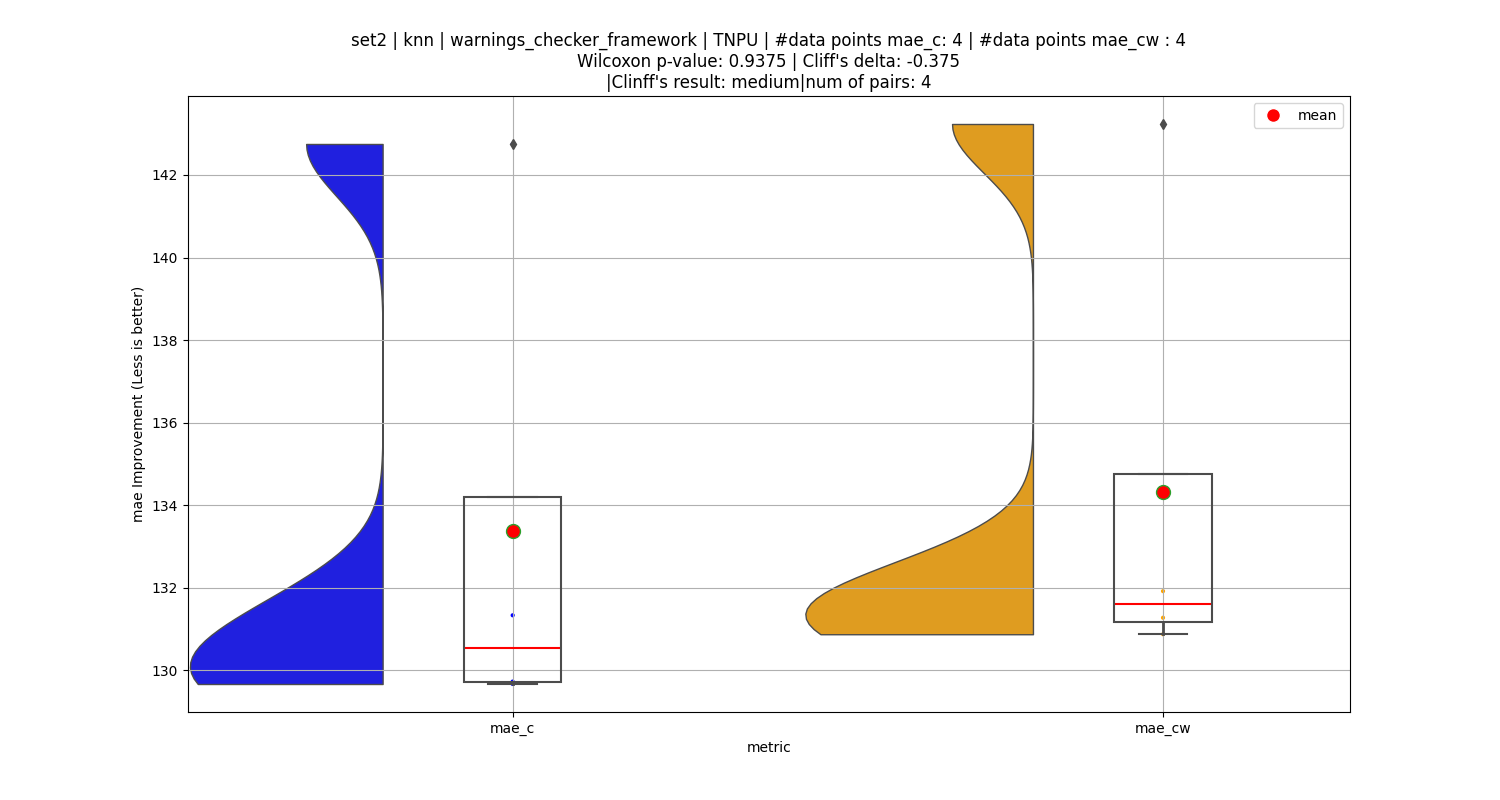 set2 | knn | warnings_checker_framework | TNPU | #data points mae_c: 4 | #data points mae_cw : 4
Wilcoxon p-value: 0.9375 | Cliff's delta: -0.375
|Clinff's result: medium|num of pairs: 4
mean
142
140
138
136
134
132
130
mae Improvement (Less is better)
mae_c
mae_cw
metric